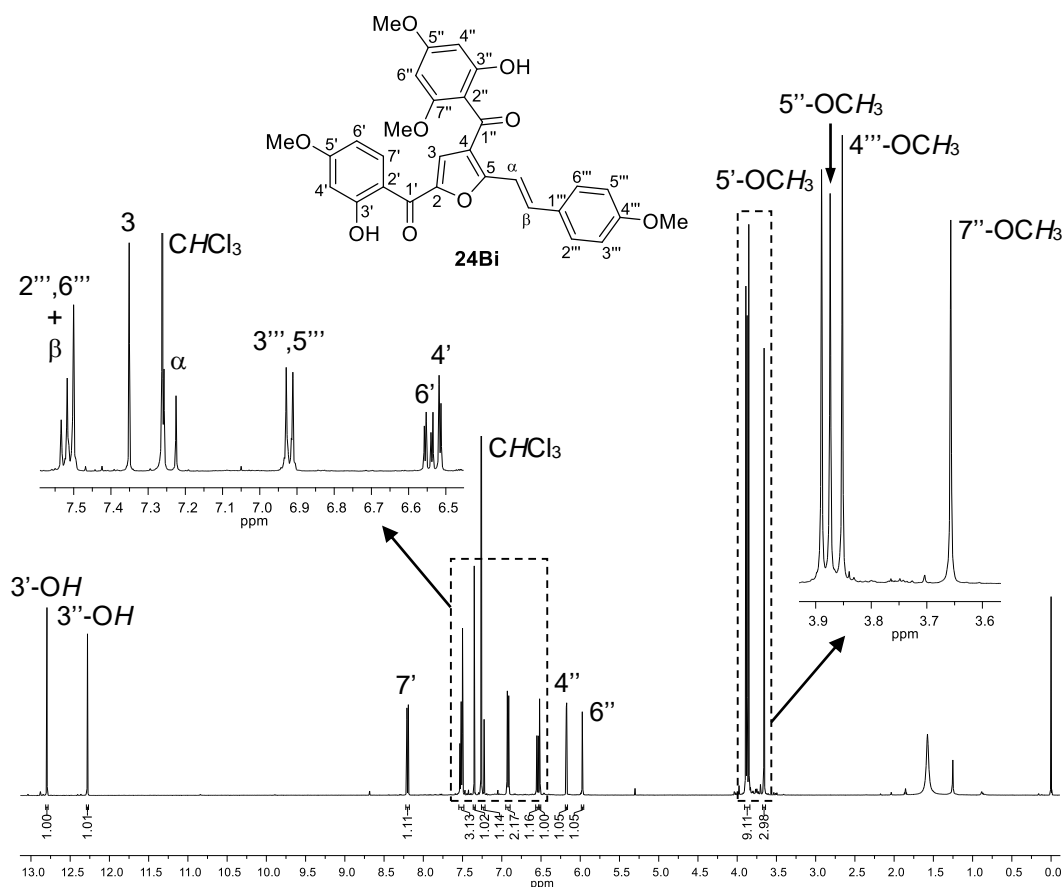 MeO
5''
4''
3''
OH
6''
2''
7''
MeO
O
1''
MeO
6'
5'
7'
3
4
4'
2'
1'
2
O
5
α
β
6'''
5'''
1'''
4'''
OMe
3'
OH
O
2'''
3'''
24Bi
2''',6'''
+
β
3
CHCl3
α
3''',5'''
6'
4'
7.5 7.4 7.3 7.2 7.1 7.0 6.9 6.8 6.7 6.6 6.5
ppm
5''-OCH3
4'''-OCH3
5'-OCH3
7''-OCH3
3.9 3.8 3.7 3.6
ppm
CHCl3
3'-OH
3''-OH
7'
4''
6''
1.00 1.01 1.11 3.13 1.02 1.14 2.17 1.16 1.00 1.05 1.05 9.11 2.98
13.0 12.5 12.0 11.5 11.0 10.5 10.0 9.5 9.0 8.5 8.0 7.5 7.0 6.5 6.0 5.5 5.0 4.5 4.0 3.5 3.0 2.5 2.0 1.5 1.0 0.5 0.0
ppm